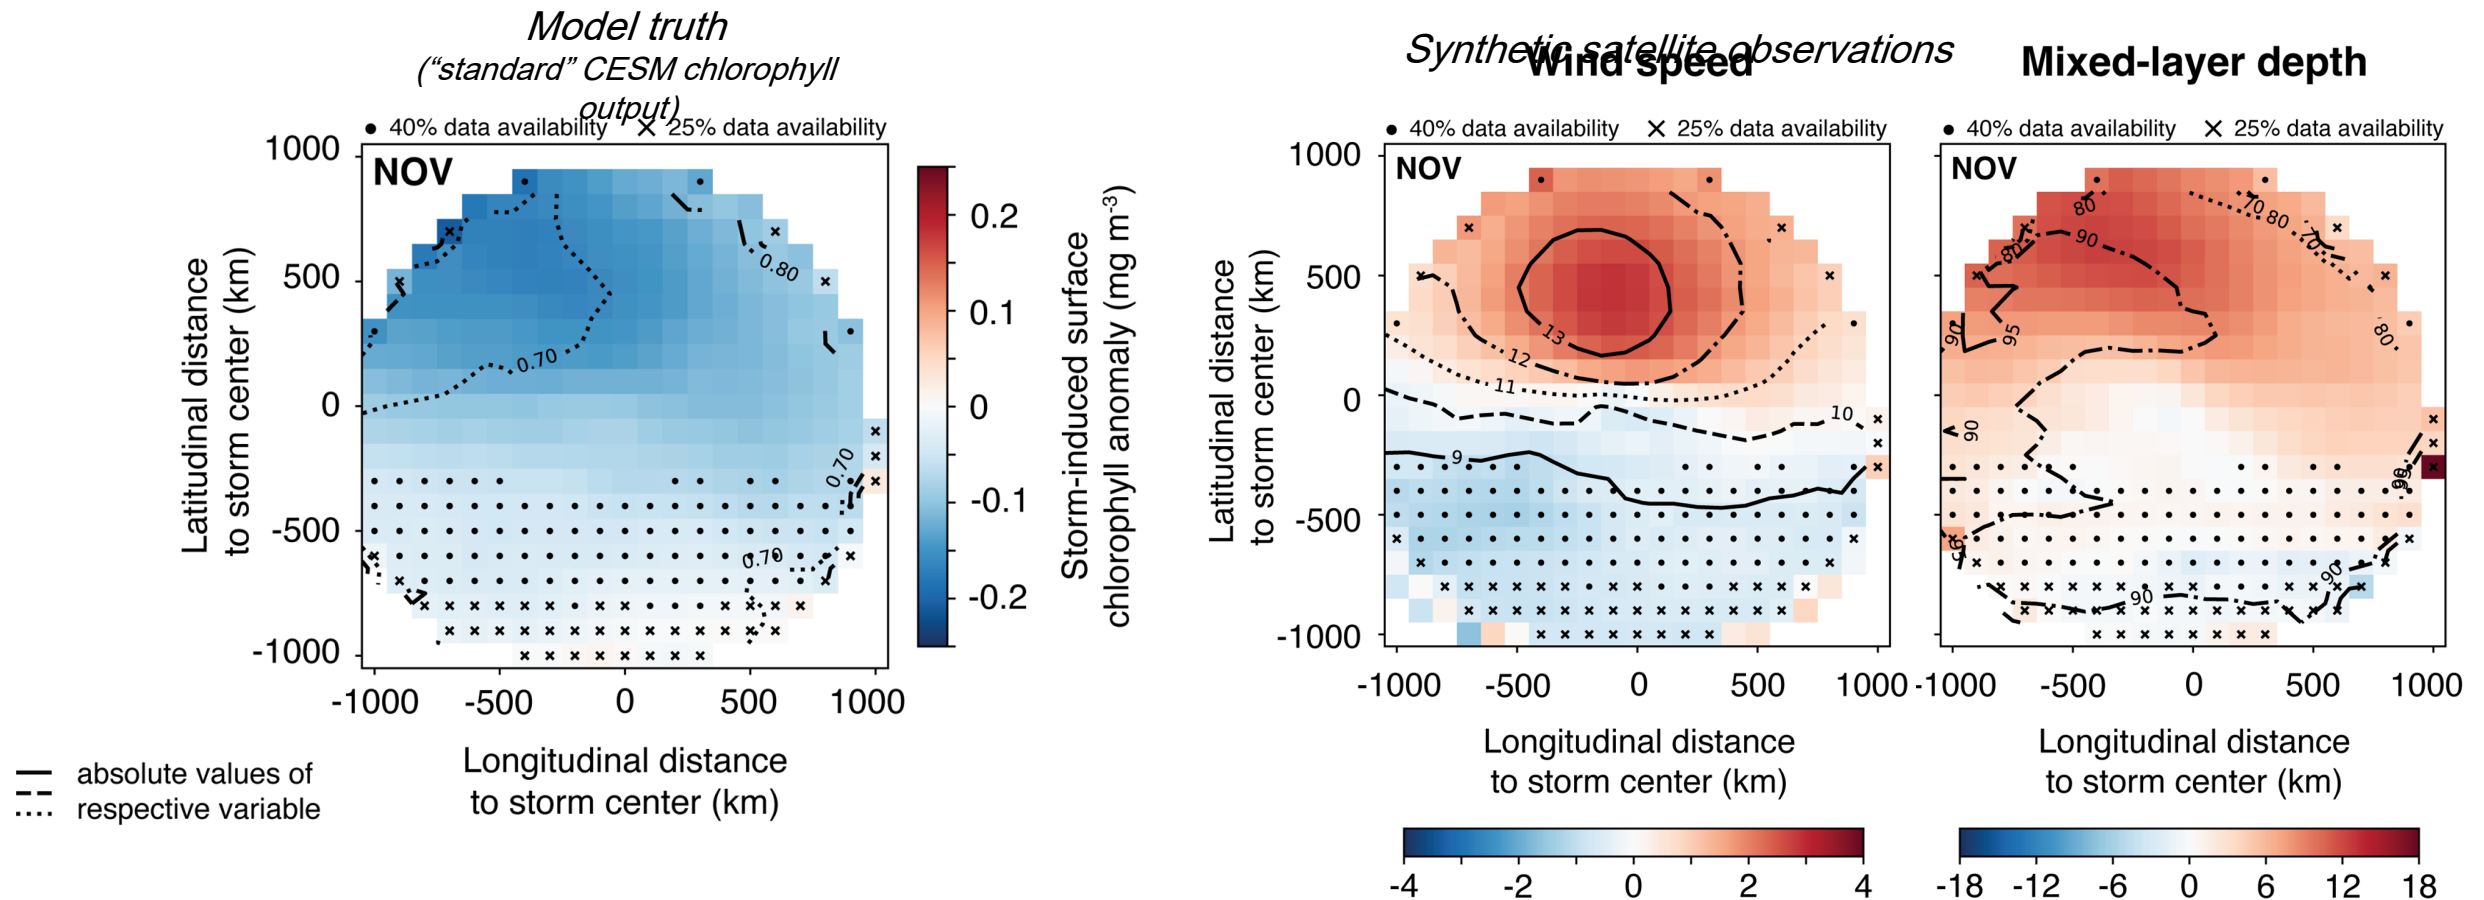 Model truth
(“standard” CESM chlorophyll
output)
40% data availability
25% data availability
NOV
1000
500
0
-500
-1000
Latitudinal distance
to storm center (km)
0.70
0.80
0.70
0.70
-1000
-500
0
500
1000
Longitudinal distance
to storm center (km)
0.2
0.1
0
-0.1
-0.2
Storm-induced surface
chlorophyll anomaly (mg m-3)
absolute values of
respective variable
Synthetic satellite observations
Wind speed
40% data availability
25% data availability
NOV
1000
500
0
-500
-1000
Latitudinal distance
to storm center (km)
13
12
11
10
9
-1000
-500
0
500
1000
Longitudinal distance
to storm center (km)
-4
-2
0
2
4
Mixed-layer depth
40% data availability
25% data availability
NOV
80
90
70
80
70
80
90
95
80
90
90
95
90
90
-1000
-500
0
500
1000
Longitudinal distance
to storm center (km)
-18
-12
-6
0
6
12
18